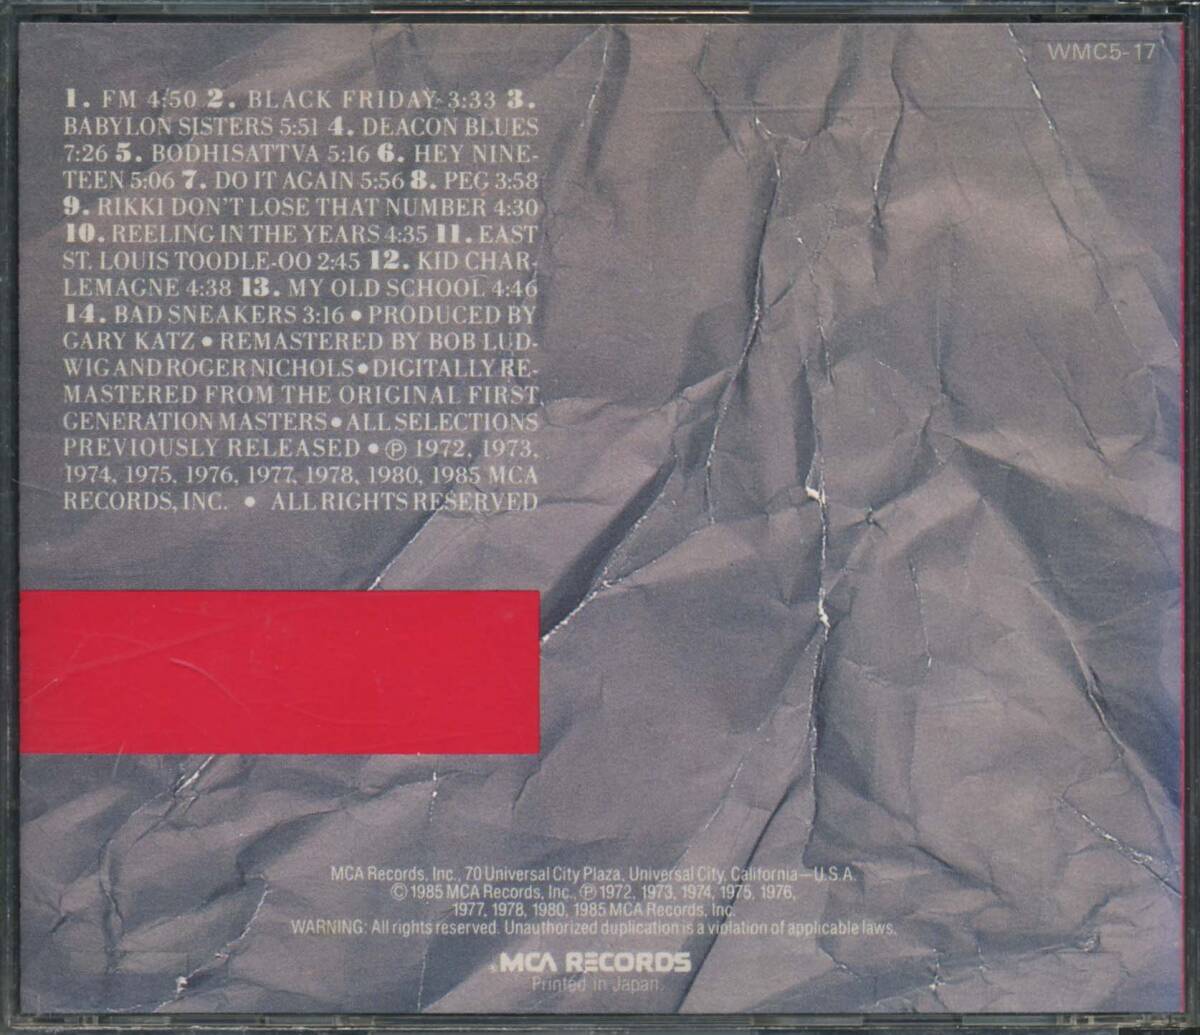 WMC5-17
1. FM 4:50 2. BLACK FRIDAY 3:33 3.
BABYLON SISTERS 5:51 4. DEACON BLUES
7:26 5. BODHISATTVA 5:16 6. HEY NINE-
TEEN 5:06 7. DO IT AGAIN 5:56 8. PEG 3:58
9. RIKKI DON'T LOSE THAT NUMBER 4:30
10. REELING IN THE YEARS 4:35 11. EAST
ST. LOUIS TOODLE-OO 2:45 12. KID CHAR-
LEMAGNE 4:38 13. MY OLD SCHOOL 4:46
14. BAD SNEAKERS 3:16 • PRODUCED BY
GARY KATZ • REMASTERED BY BOB LUD-
WIG AND ROGER NICHOLS • DIGITALLY RE-
MASTERED FROM THE ORIGINAL FIRST
GENERATION MASTERS • ALL SELECTIONS
PREVIOUSLY RELEASED • ℗ 1972, 1973,
1974, 1975, 1976, 1977, 1978, 1980, 1985 MCA
RECORDS, INC. • ALL RIGHTS RESERVED
MCA Records, Inc., 70 Universal City Plaza, Universal City, California—U.S.A.
© 1985 MCA Records, Inc., ℗ 1972, 1973, 1974, 1975, 1976,
1977, 1978, 1980, 1985 MCA Records, Inc.
WARNING: All rights reserved. Unauthorized duplication is a violation of applicable laws.
MCA RECORDS
Printed in Japan.